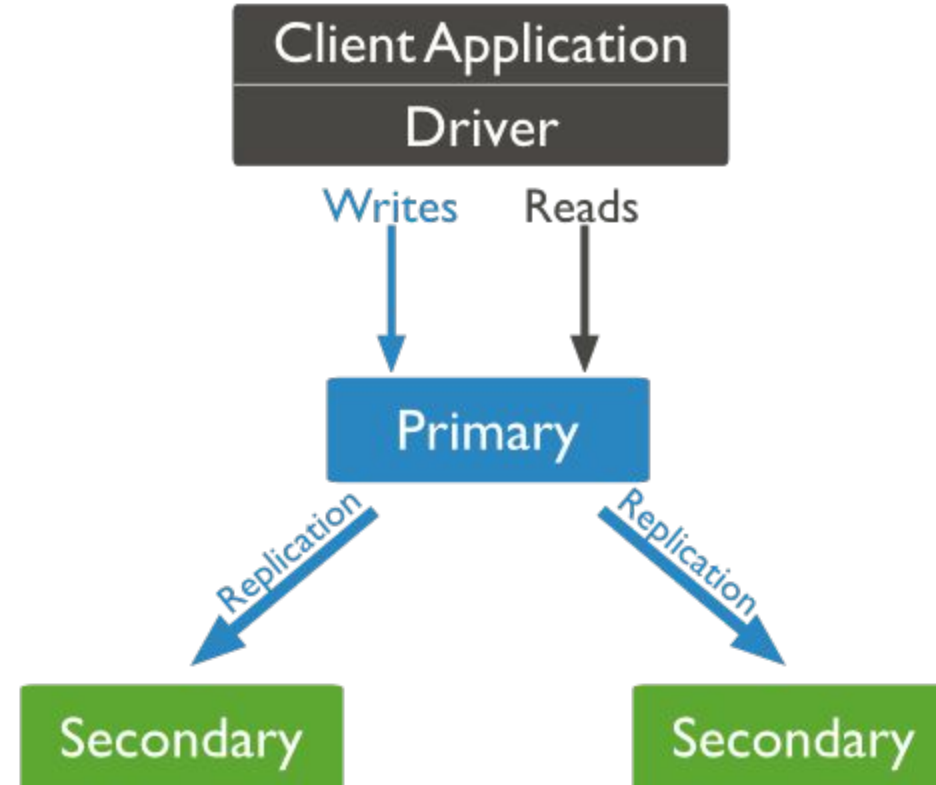 Client Application
Driver
Writes
Reads
Primary
Replication
Replication
Secondary
Secondary